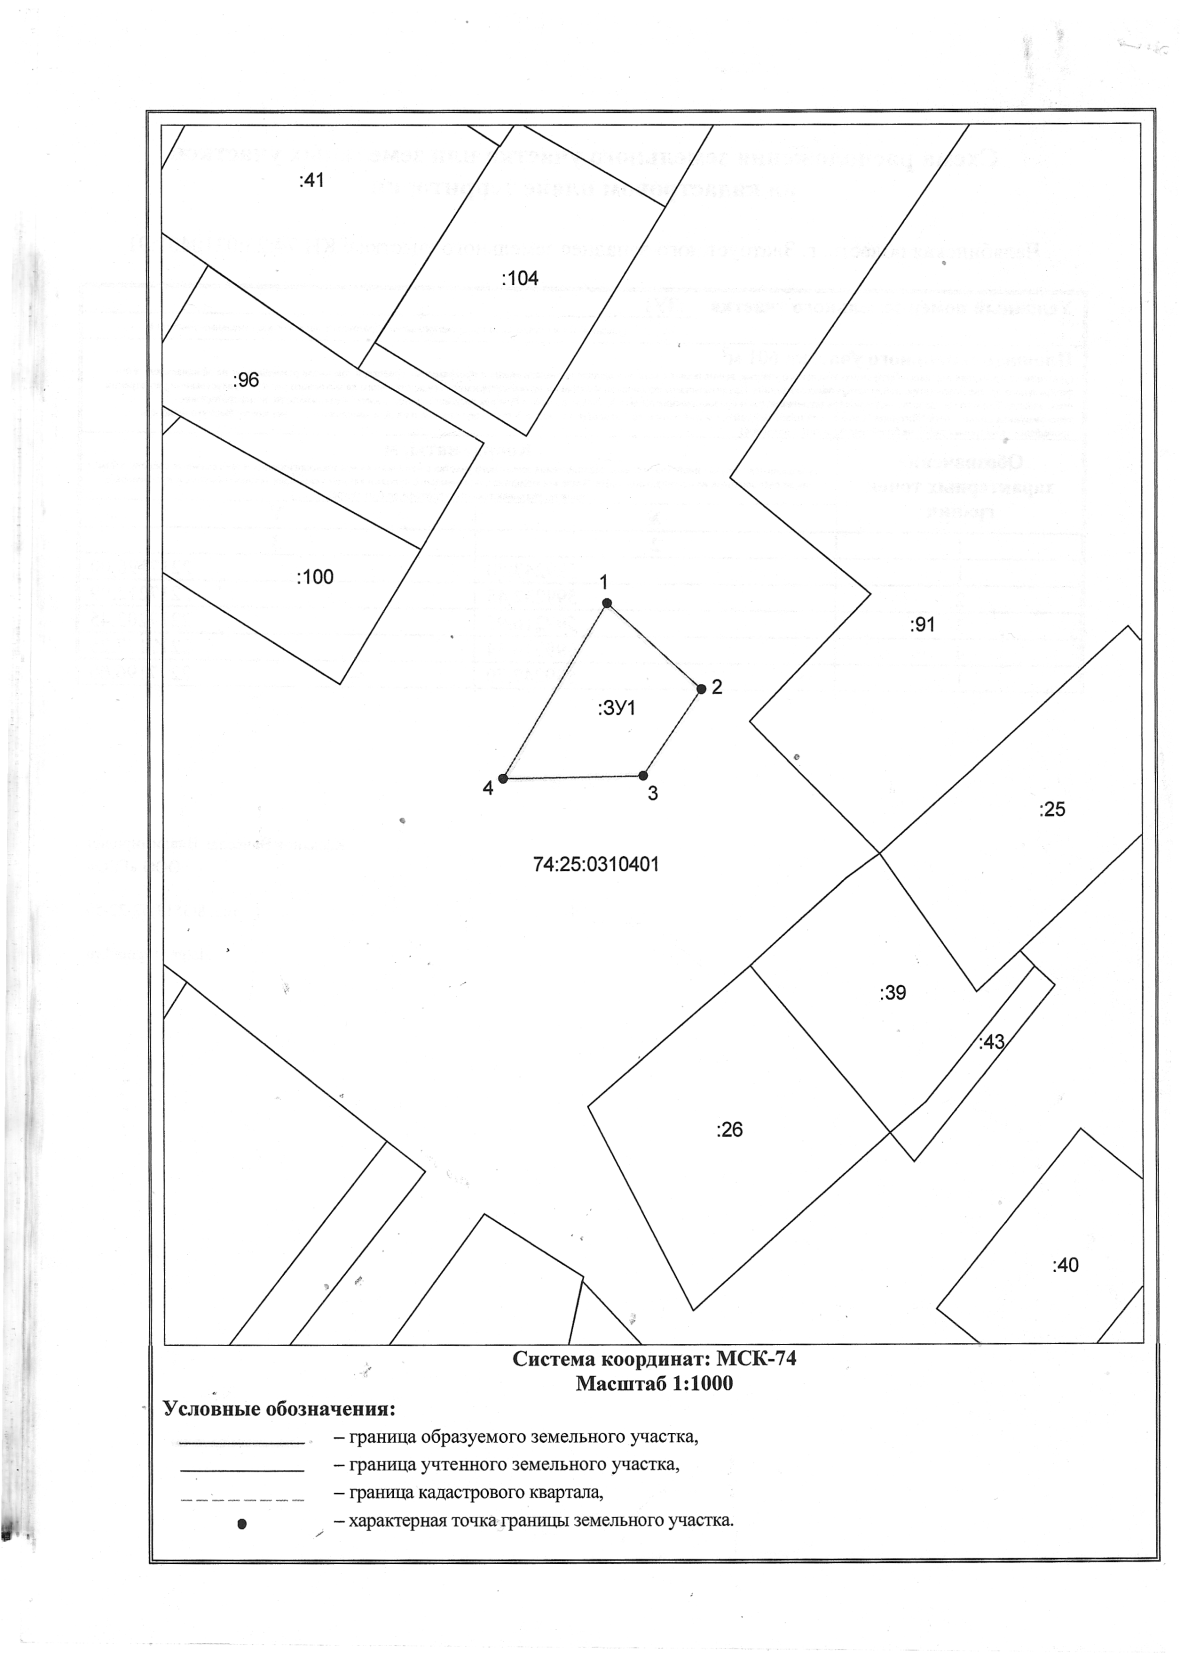 :41
:104
:96
:100
1
:91
2
:ЗУ1
4
3
:25
74:25:0310401
:39
:43
:26
:40
Система координат: МСК-74
Масштаб 1:1000
Условные обозначения:
– граница образуемого земельного участка,
– граница учтенного земельного участка,
– граница кадастрового квартала,
– характерная точка границы земельного участка.